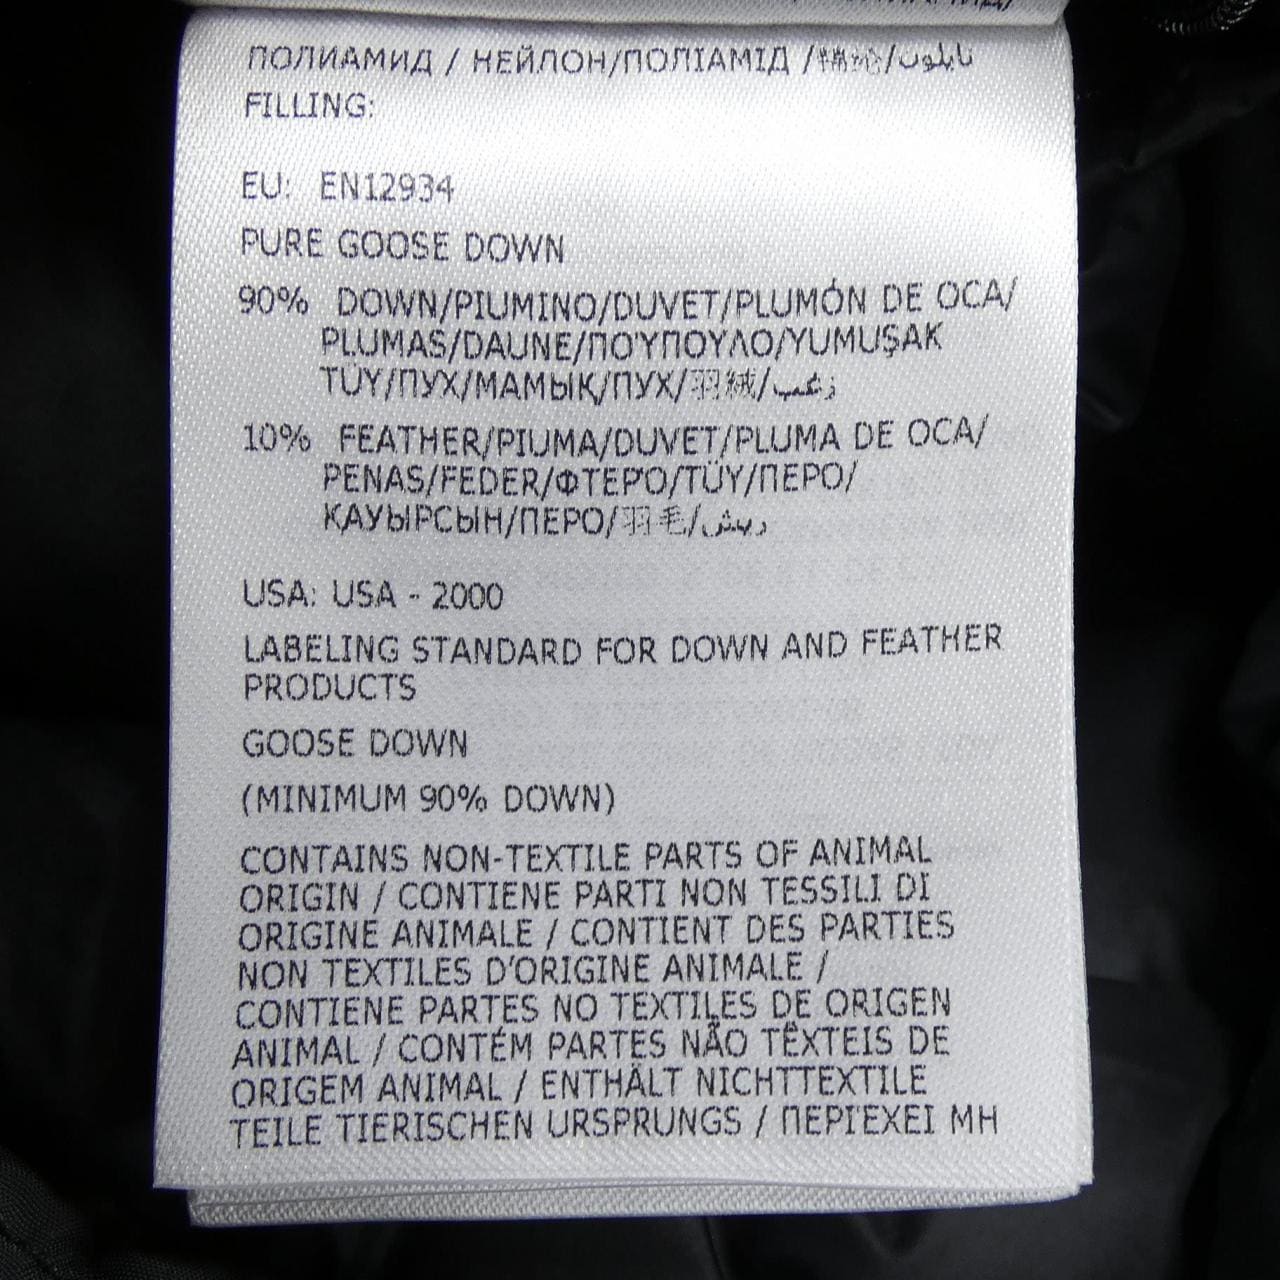 ПОЛИАМИД / НЕЙЛОН/ПОЛІАМІД /錦綸/نايلون
FILLING:
EU: EN12934
PURE GOOSE DOWN
90% DOWN/PIUMINO/DUVET/PLUMÓN DE OCA/
PLUMAS/DAUNE/ΠΟΎΠΟΥΛΟ/YUMUŞAK
TÜY/ПУХ/МАМЫҚ/ПУХ/羽絨/زغب
10% FEATHER/PIUMA/DUVET/PLUMA DE OCA/
PENAS/FEDER/ΦΤΕΡΌ/TÜY/ПЕРО/
ҚАУЫРСЫН/ПЕРО/羽毛/ريش
USA: USA - 2000
LABELING STANDARD FOR DOWN AND FEATHER
PRODUCTS
GOOSE DOWN
(MINIMUM 90% DOWN)
CONTAINS NON-TEXTILE PARTS OF ANIMAL
ORIGIN / CONTIENE PARTI NON TESSILI DI
ORIGINE ANIMALE / CONTIENT DES PARTIES
NON TEXTILES D'ORIGINE ANIMALE /
CONTIENE PARTES NO TEXTILES DE ORIGEN
ANIMAL / CONTÉM PARTES NÃO TÊXTEIS DE
ORIGEM ANIMAL / ENTHÄLT NICHTTEXTILE
TEILE TIERISCHEN URSPRUNGS / ΠΕΡΙΈΧΕΙ ΜΗ